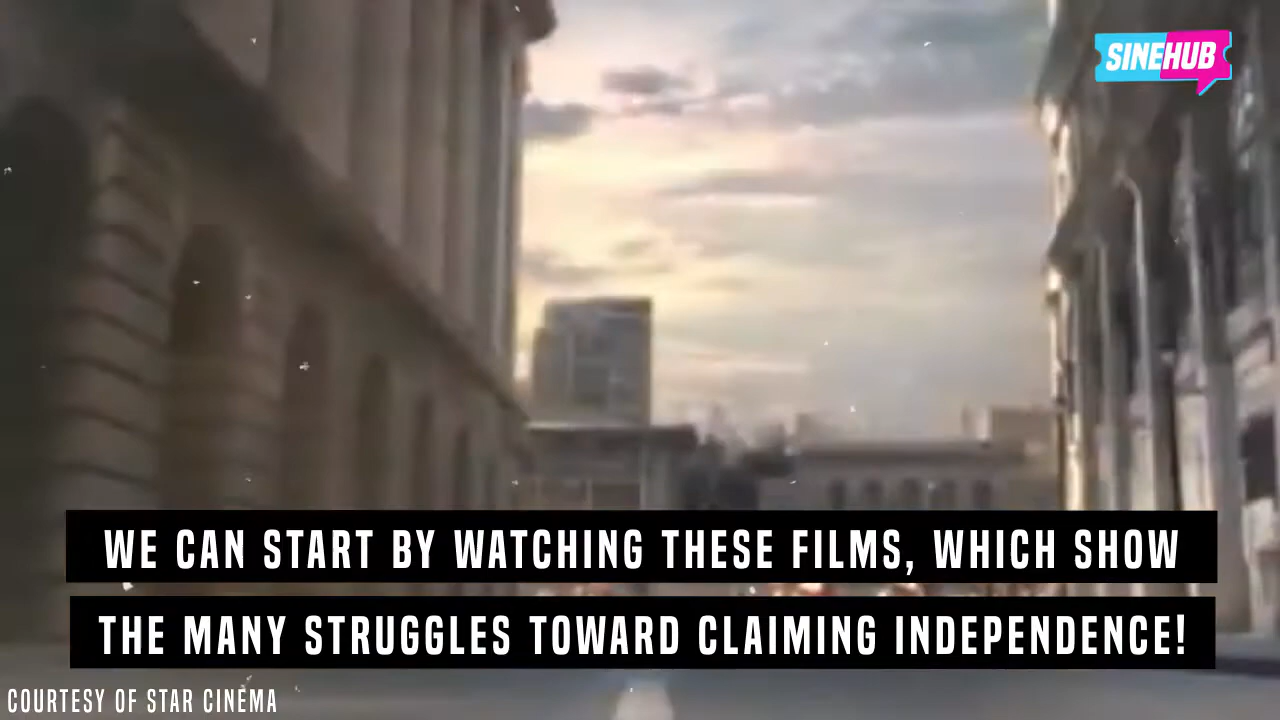 SINEHUB
WE CAN START BY WATCHING THESE FILMS, WHICH SHOW
THE MANY STRUGGLES TOWARD CLAIMING INDEPENDENCE!
COURTESY OF STAR CINEMA